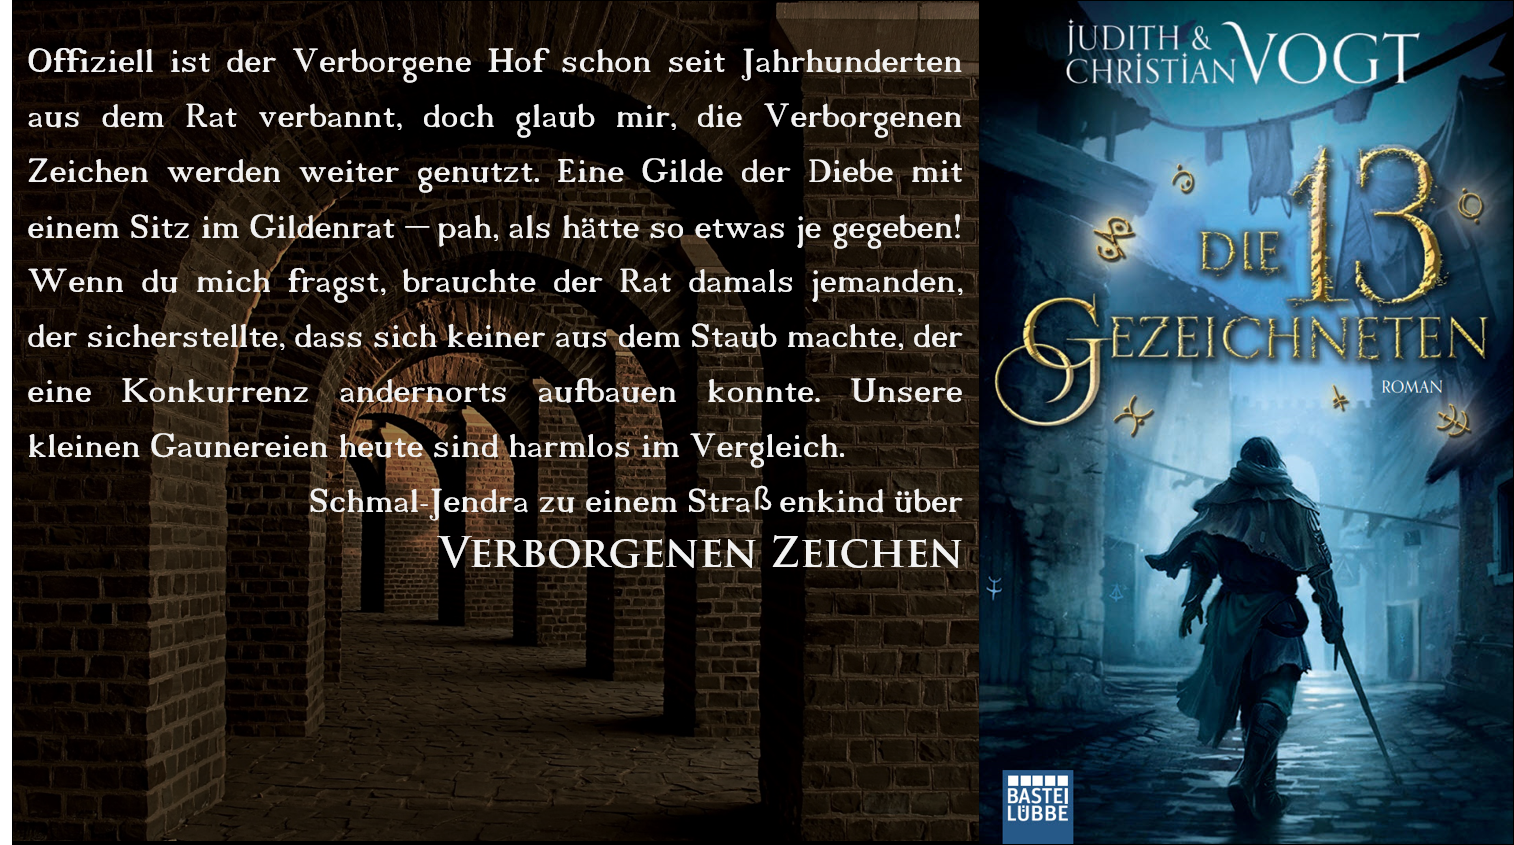 Offiziell ist der Verborgene Hof schon seit Jahrhunderten
aus dem Rat verbannt, doch glaub mir, die Verborgenen
Zeichen werden weiter genutzt. Eine Gilde der Diebe mit
einem Sitz im Gildenrat – pah, als hätte so etwas je gegeben!
Wenn du mich fragst, brauchte der Rat damals jemanden,
der sicherstellte, dass sich keiner aus dem Staub machte, der
eine Konkurrenz andernorts aufbauen konnte. Unsere
kleinen Gaunereien heute sind harmlos im Vergleich.
Schmal-Jendra zu einem Straßenkind über
VERBORGENEN ZEICHEN
JUDITH &
CHRISTIAN VOGT
DIE 13
GEZEICHNETEN
ROMAN
BASTEI
LÜBBE